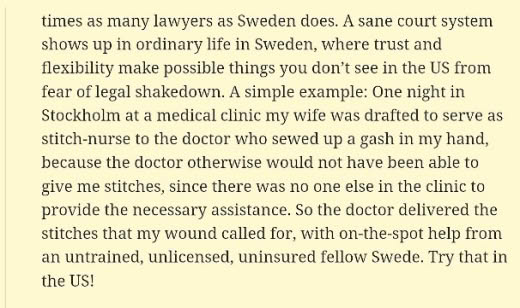 times as many lawyers as Sweden does. A sane court system
shows up in ordinary life in Sweden, where trust and
flexibility make possible things you don’t see in the US from
fear of legal shakedown. A simple example: One night in
Stockholm at a medical clinic my wife was drafted to serve as
stitch-nurse to the doctor who sewed up a gash in my hand,
because the doctor otherwise would not have been able to
give me stitches, since there was no one else in the clinic to
provide the necessary assistance. So the doctor delivered the
stitches that my wound called for, with on-the-spot help from
an untrained, unlicensed, uninsured fellow Swede. Try that in
the US!